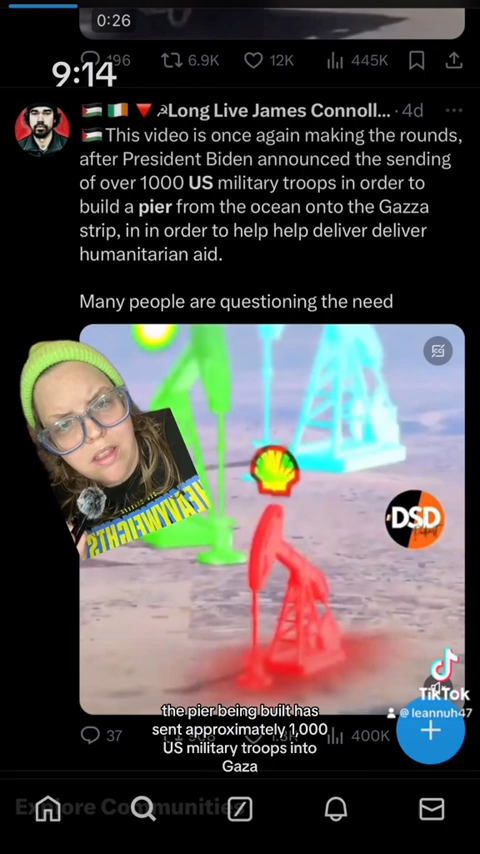 0:26
196 6.9K 12K 445K
9:14
Long Live James Connoll... · 4d
This video is once again making the rounds,
after President Biden announced the sending
of over 1000 US military troops in order to
build a pier from the ocean onto the Gazza
strip, in in order to help help deliver deliver
humanitarian aid.
Many people are questioning the need
HEAVYWEIGHTS
DSD
TikTok
@leannuh47
the pier being built has
sent approximately 1,000
US military troops into
Gaza
37 400K
Explore Communities